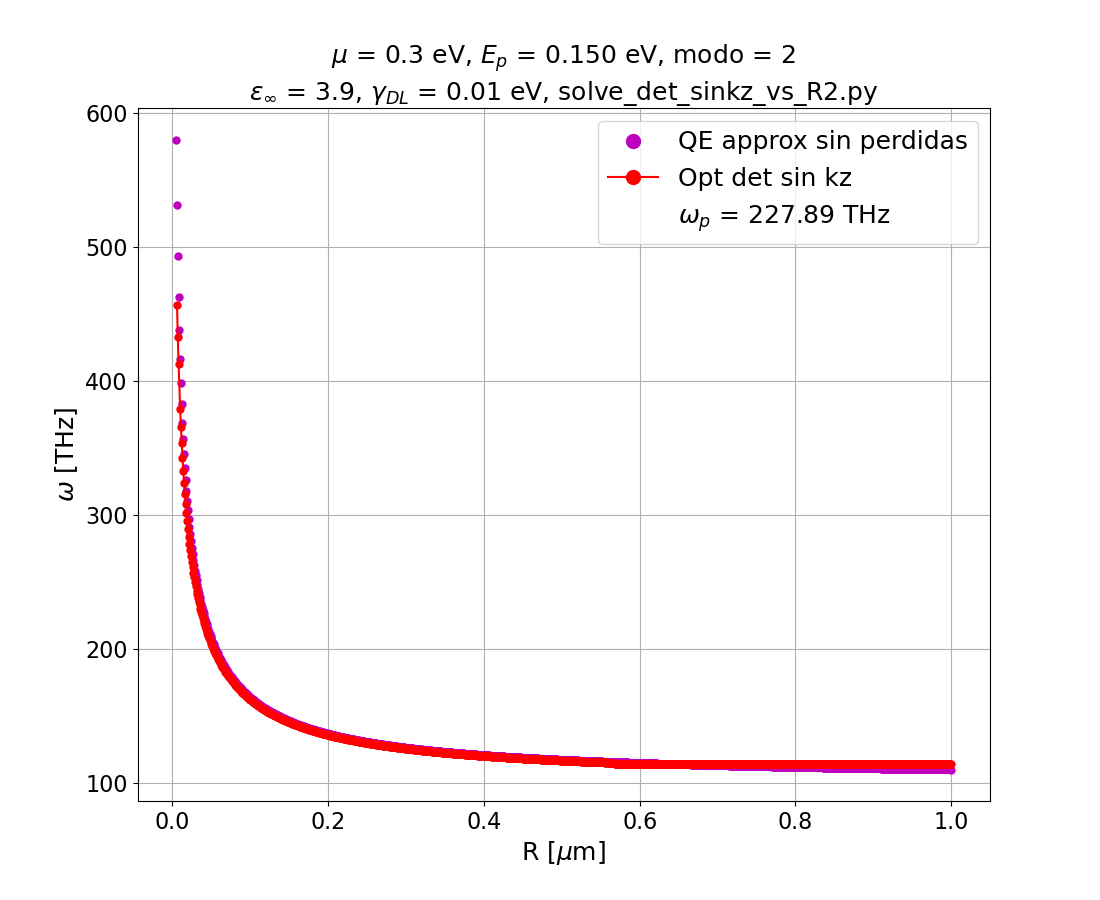 μ = 0.3 eV, E_p = 0.150 eV, modo = 2
ε_∞ = 3.9, γ_DL = 0.01 eV, solve_det_sinkz_vs_R2.py
QE approx sin perdidas
Opt det sin kz
ω_p = 227.89 THz
600
500
400
300
200
100
ω [THz]
0.0 0.2 0.4 0.6 0.8 1.0
R [μm]